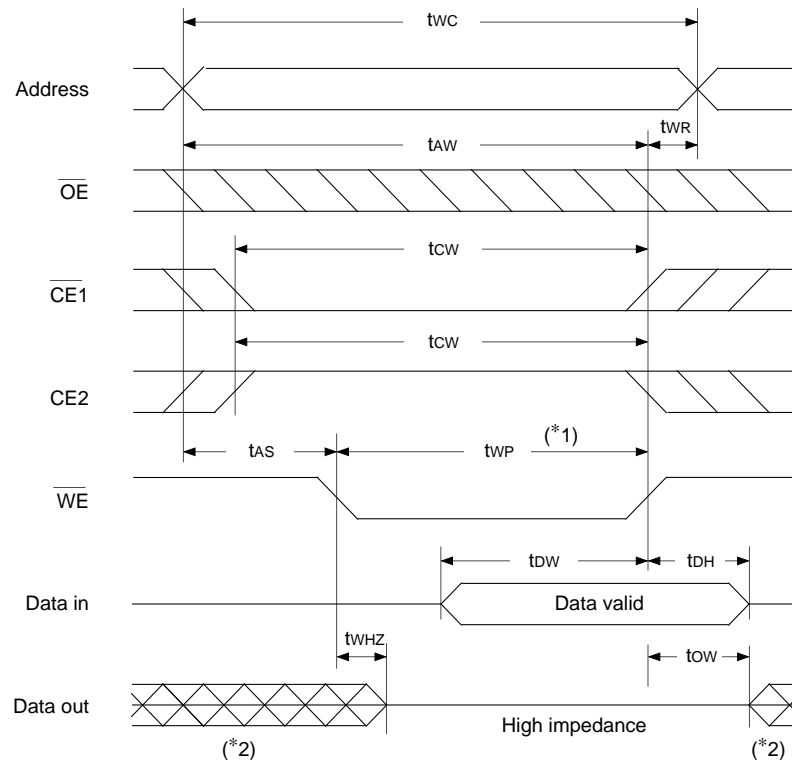 tWC
Address
tWR
tAW
OE
tCW
CE1
tCW
CE2
tAS
tWP (*1)
WE
tDW
tDH
Data in
Data valid
tWHZ
tOW
Data out
High impedance
(*2)
(*2)